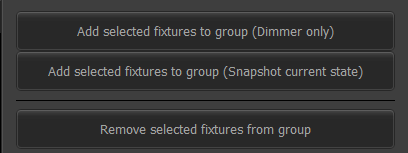 Add selected fixtures to group (Dimmer only)
Add selected fixtures to group (Snapshot current state)
Remove selected fixtures from group